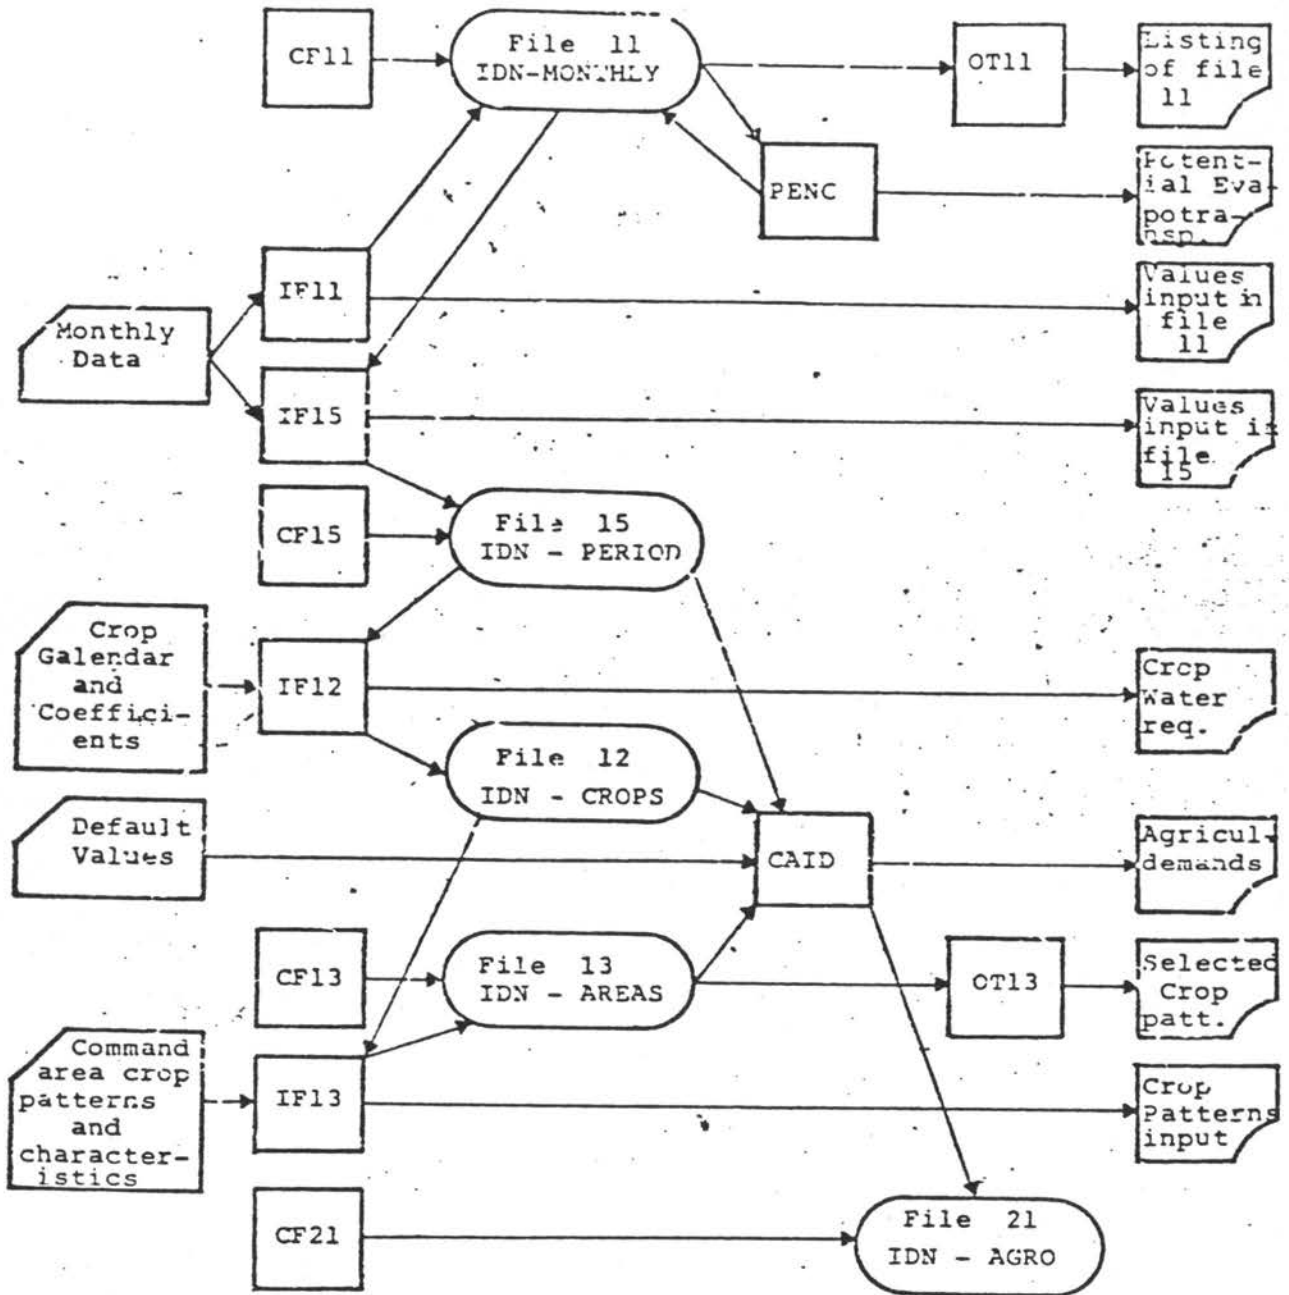 CF11
File 11
IDN-MONTHLY
OT11
Listing
of file
11
PENC
Potent-
ial Eva-
potra-
nsp.
IF11
Values
input in
file
11
Monthly
Data
IF15
Values
input in
file
15
CF15
File 15
IDN - PERIOD
Crop
Galendar
and
Coeffici-
ents
IF12
Crop
Water
req.
File 12
IDN - CROPS
Default
Values
CAID
Agricul-
demands
CF13
File 13
IDN - AREAS
OT13
Selected
Crop
patt.
Command
area crop
patterns
and
character-
istics
IF13
Crop
Patterns
input
CF21
File 21
IDN - AGRO